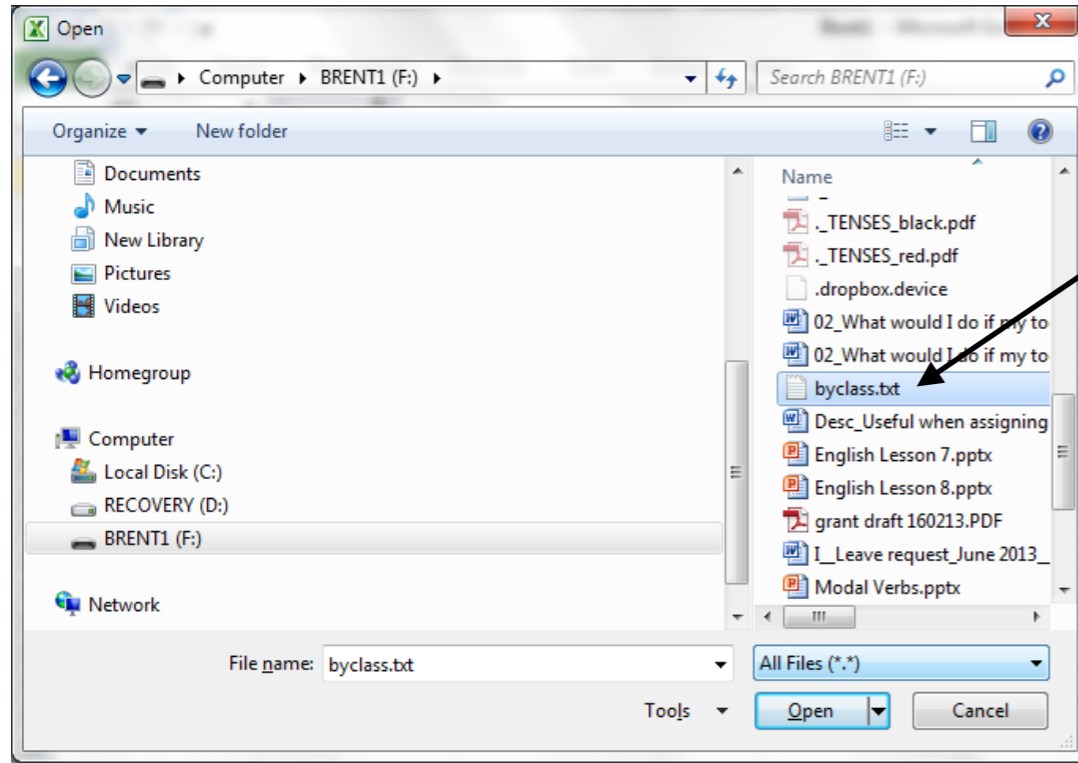 Open
Computer BRENT1 (F:)
Search BRENT1 (F:)
Organize
New folder
Documents
Music
New Library
Pictures
Videos
Homegroup
Computer
Local Disk (C:)
RECOVERY (D:)
BRENT1 (F:)
Network
Name
._TENSES_black.pdf
._TENSES_red.pdf
.dropbox.device
02_What would I do if my to
02_What would I do if my to
byclass.txt
Desc_Useful when assigning
English Lesson 7.pptx
English Lesson 8.pptx
grant draft 160213.PDF
I__Leave request_June 2013_
Modal Verbs.pptx
File name: byclass.txt
All Files (*.*)
Tools
Open
Cancel